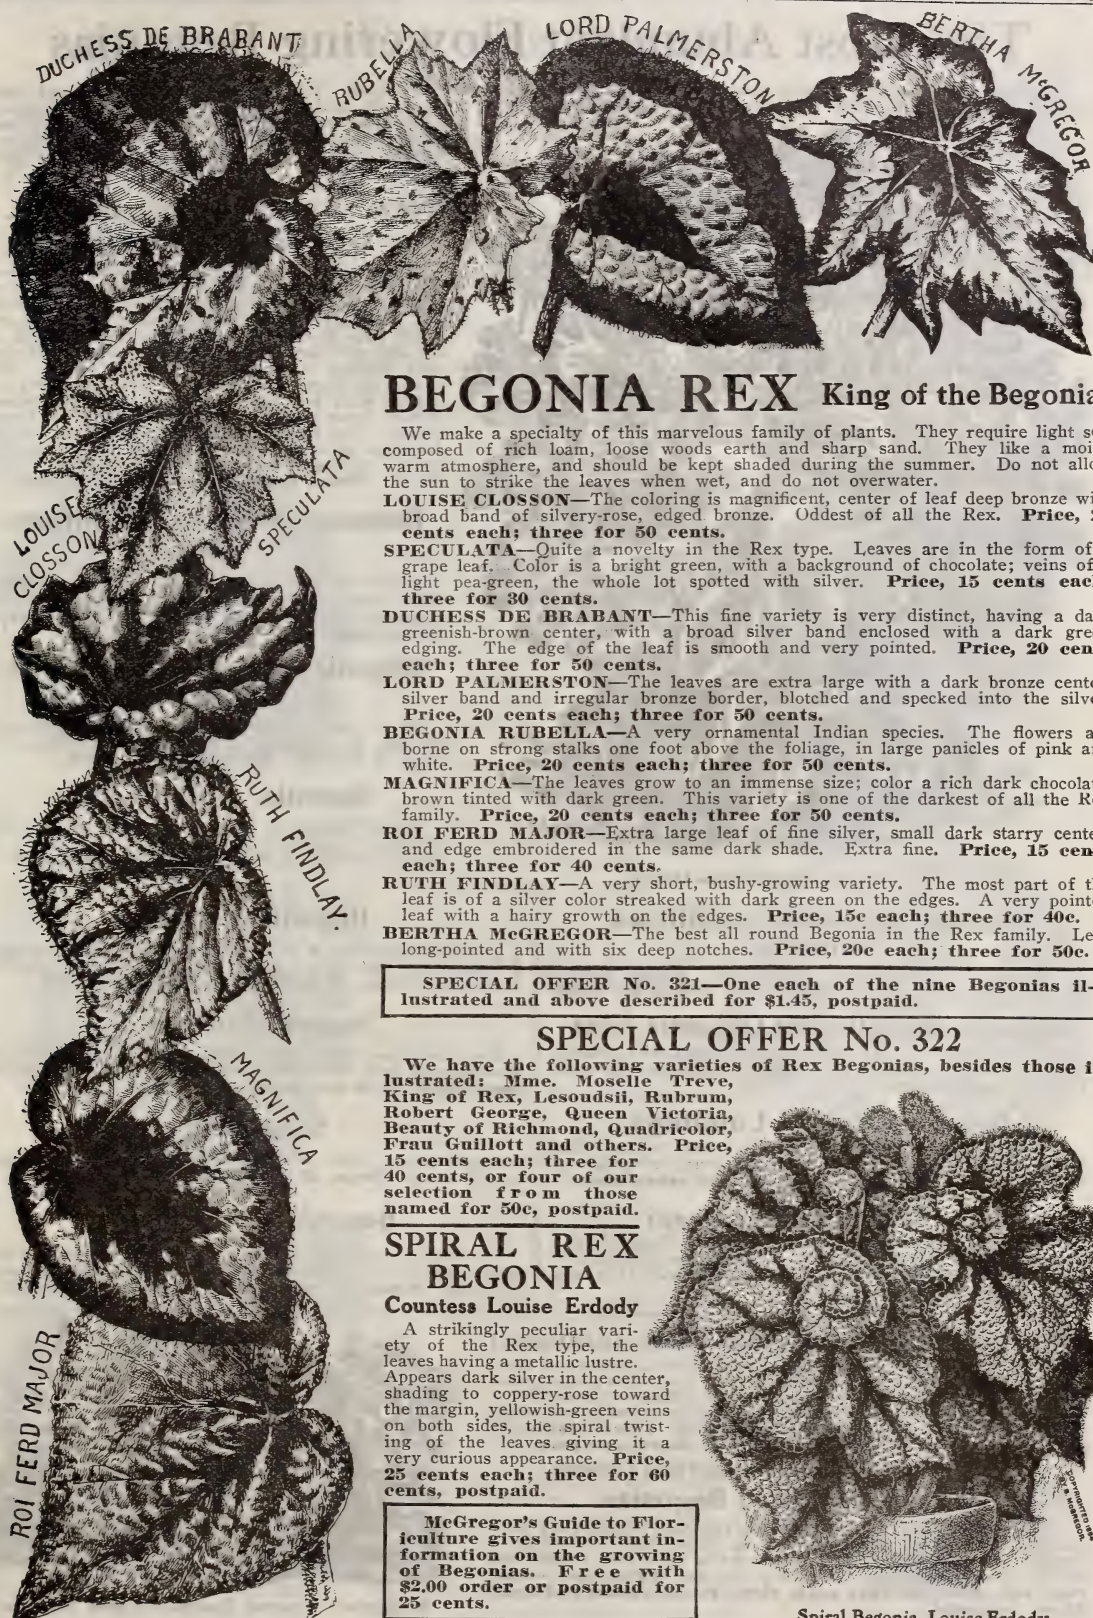 DUCHESS DE BRABANT
RUBELLA
LORD PALMERSTON
BERTHA McGREGOR
LOUISE CLOSSON
SPECULATA
RUTH FINDLAY.
MAGNIFICA
ROI FERD MAJOR
BEGONIA REX King of the Begonia
We make a specialty of this marvelous family of plants. They require light
composed of rich loam, loose woods earth and sharp sand. They like a
warm atmosphere, and should be kept shaded during the summer. Do not
the sun to strike the leaves when wet, and do not overwater.
LOUISE CLOSSON—The coloring is magnificent, center of leaf deep bronze
broad band of silvery-rose, edged bronze. Oddest of all the Rex. Price,
cents each; three for 50 cents.
SPECULATA—Quite a novelty in the Rex type. Leaves are in the form of
grape leaf. Color is a bright green, with a background of chocolate; veins of
light pea-green, the whole lot spotted with silver. Price, 15 cents
three for 30 cents.
DUCHESS DE BRABANT—This fine variety is very distinct, having a
greenish-brown center, with a broad silver band enclosed with a dark
edging. The edge of the leaf is smooth and very pointed. Price, 20
each; three for 50 cents.
LORD PALMERSTON—The leaves are extra large with a dark bronze
silver band and irregular bronze border, blotched and specked into the
Price, 20 cents each; three for 50 cents.
BEGONIA RUBELLA—A very ornamental Indian species. The flowers
borne on strong stalks one foot above the foliage, in large panicles of pink
white. Price, 20 cents each; three for 50 cents.
MAGNIFICA—The leaves grow to an immense size; color a rich dark
brown tinted with dark green. This variety is one of the darkest of all the
family. Price, 20 cents each; three for 50 cents.
ROI FERD MAJOR—Extra large leaf of fine silver, small dark starry
and edge embroidered in the same dark shade. Extra fine. Price, 15
each; three for 40 cents.
RUTH FINDLAY—A very short, bushy-growing variety. The most part of
leaf is of a silver color streaked with dark green on the edges. A very
leaf with a hairy growth on the edges. Price, 15c each; three for 40c.
BERTHA McGREGOR—The best all round Begonia in the Rex family.
long-pointed and with six deep notches. Price, 20c each; three for 50c.
SPECIAL OFFER No. 321—One each of the nine Begonias il-
lustrated and above described for $1.45, postpaid.
SPECIAL OFFER No. 322
We have the following varieties of Rex Begonias, besides those
lustrated: Mme. Moselle Treve,
King of Rex, Lesoudsii, Rubrum,
Robert George, Queen Victoria,
Beauty of Richmond, Quadricolor,
Frau Guillott and others. Price,
15 cents each; three for
40 cents, or four of our
selection from those
named for 50c, postpaid.
SPIRAL REX
BEGONIA
Countess Louise Erdody
A strikingly peculiar vari-
ety of the Rex type, the
leaves having a metallic lustre.
Appears dark silver in the center,
shading to coppery-rose toward
the margin, yellowish-green veins
on both sides, the spiral twist-
ing of the leaves giving it a
very curious appearance. Price,
25 cents each; three for 60
cents, postpaid.
McGregor's Guide to Flor-
iculture gives important in-
formation on the growing
of Begonias. Free with
$2.00 order or postpaid for
25 cents.
COPYRIGHTED
BY McGREGOR.
Spiral Begonia, Louise Erdody